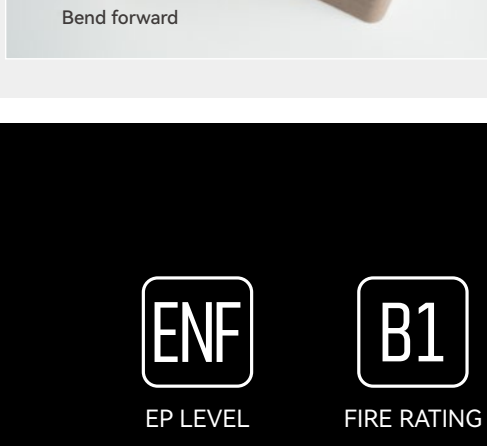 Bend forward
ENF
B1
EP LEVEL
FIRE RATING